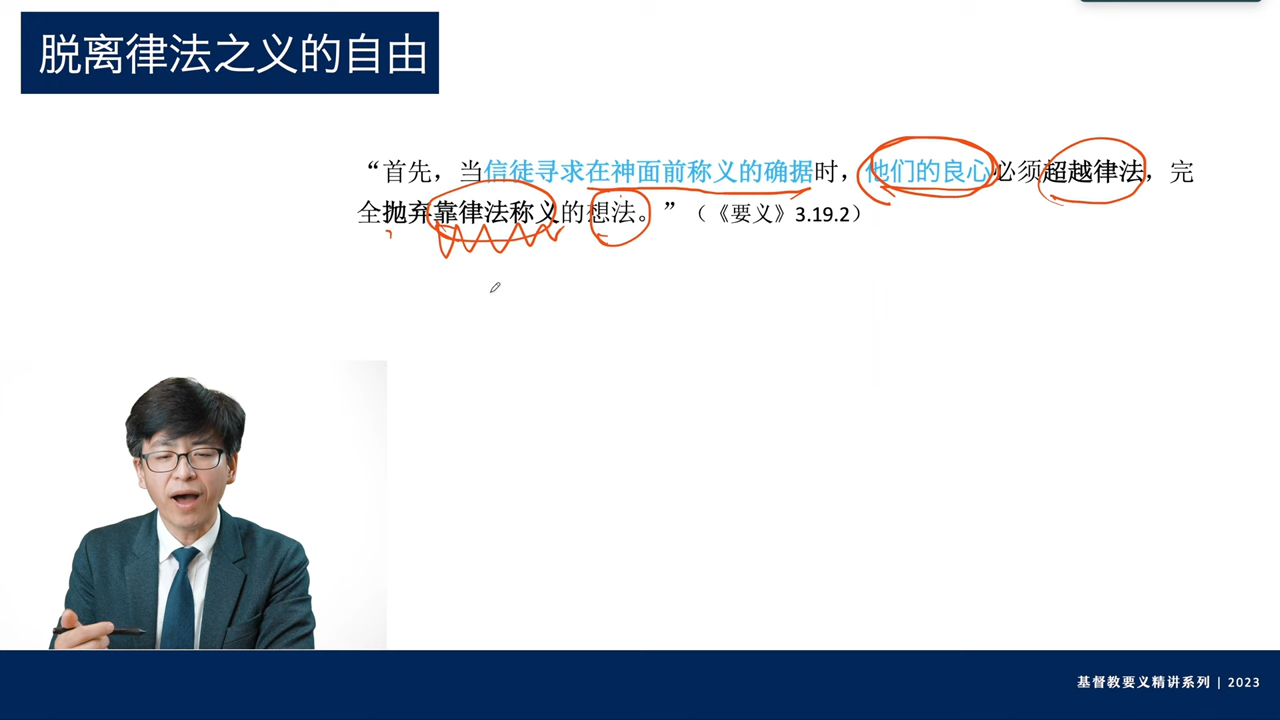 脱离律法之义的自由
“首先，当信徒寻求在神面前称义的确据时，他们的良心必须超越律法，完
全抛弃靠律法称义的想法。”（《要义》3.19.2）
基督教要义精讲系列 | 2023